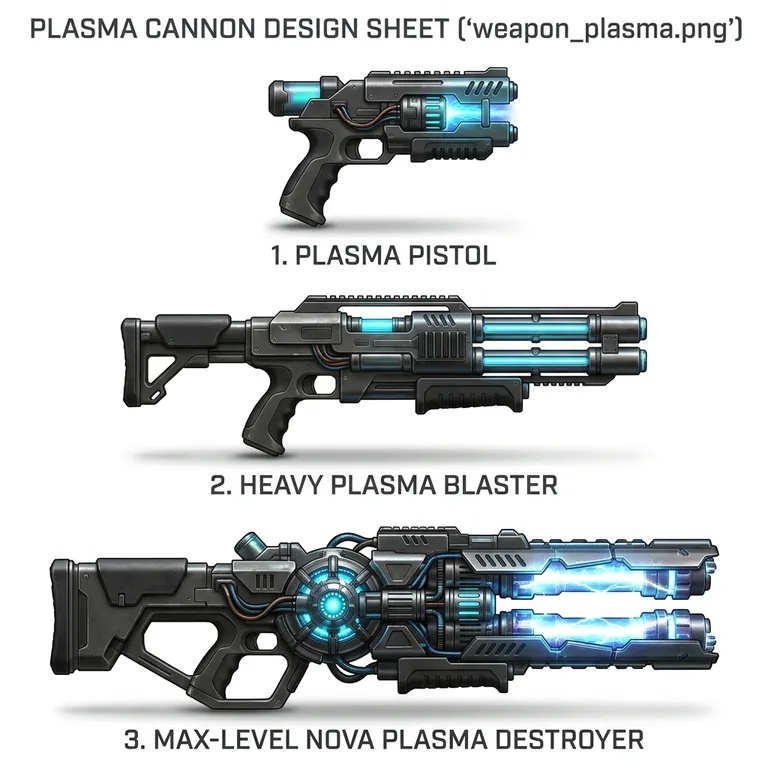 PLASMA CANNON DESIGN SHEET (‘weapon_plasma.png’)
1. PLASMA PISTOL
2. HEAVY PLASMA BLASTER
3. MAX-LEVEL NOVA PLASMA DESTROYER